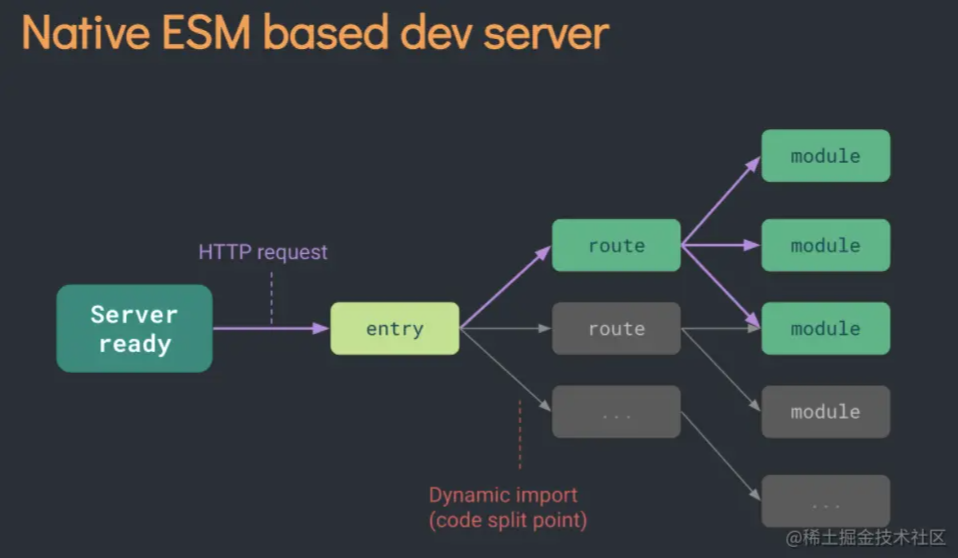 Native ESM based dev server
module
HTTP request
route
module
Server
ready
entry
route
module
...
module
Dynamic import
(code split point)
...
@稀土掘金技术社区